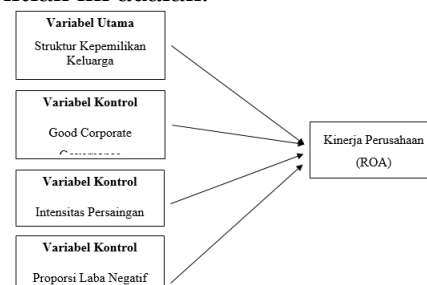 Variabel Utama
Struktur Kepemilikan
Keluarga
Variabel Kontrol
Good Corporate
Kinerja Perusahaan
(ROA)
Variabel Kontrol
Intensitas Persaingan
Variabel Kontrol
Proporsi Laba Negatif